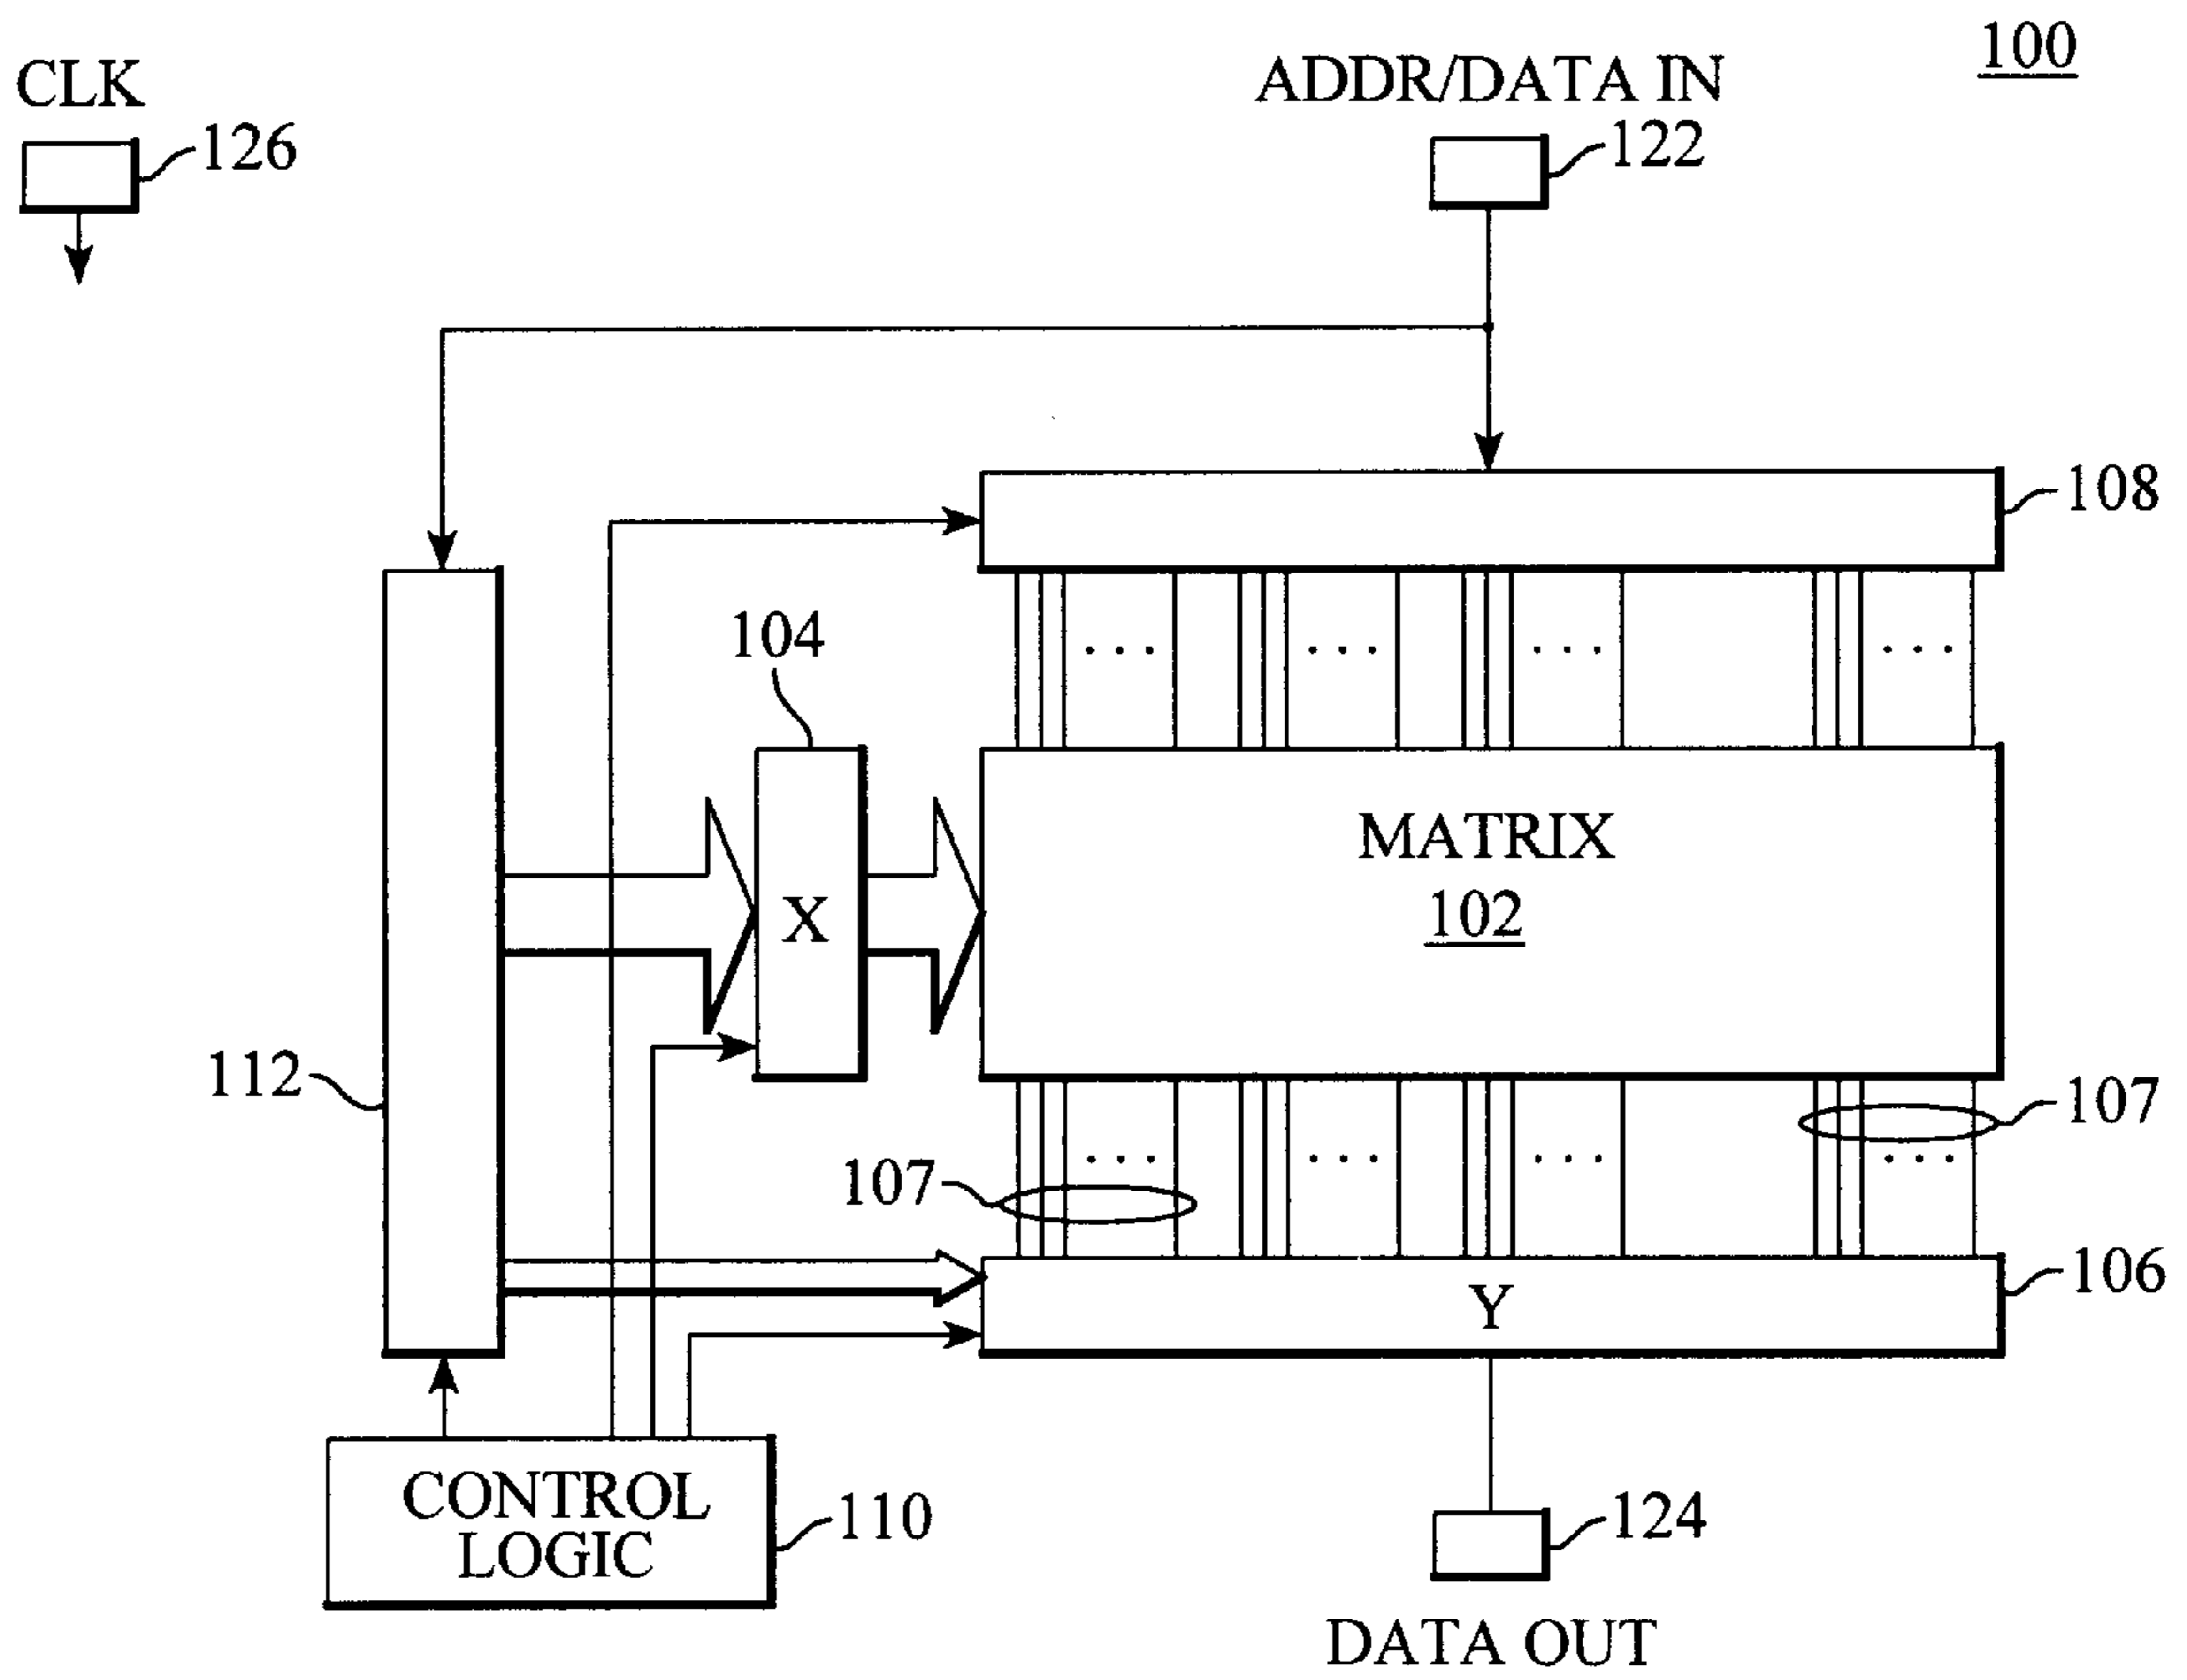 100
CLK
ADDR/DATA IN
126
122
108
104
MATRIX
102
X
112
107
107
106
Y
CONTROL
LOGIC
110
124
DATA OUT